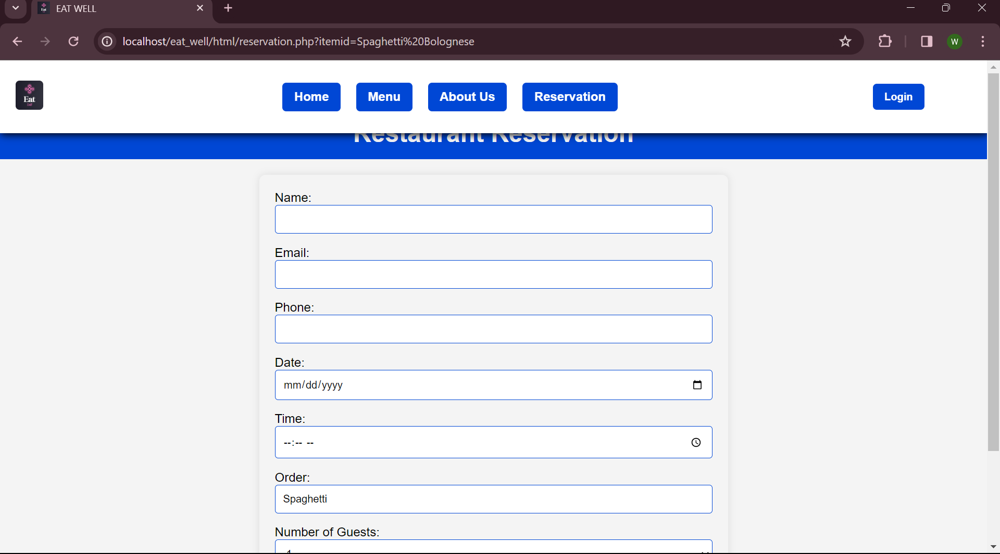 EAT WELL
localhost/eat_well/html/reservation.php?itemid=Spaghetti%20Bolognese
W
Eat
Home
Menu
About Us
Reservation
Login
Restaurant Reservation
Name:
Email:
Phone:
Date:
mm/dd/yyyy
Time:
--:-- --
Order:
Spaghetti
Number of Guests:
1